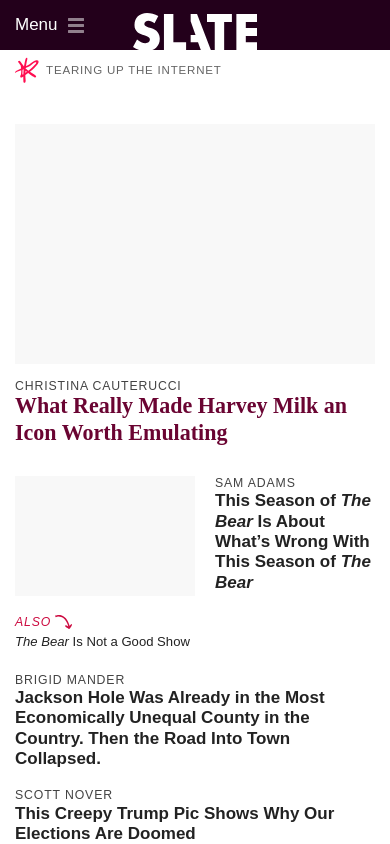 Menu
SLATE
TEARING UP THE INTERNET
CHRISTINA CAUTERUCCI
What Really Made Harvey Milk an
Icon Worth Emulating
SAM ADAMS
This Season of The
Bear Is About
What’s Wrong With
This Season of The
Bear
ALSO
The Bear Is Not a Good Show
BRIGID MANDER
Jackson Hole Was Already in the Most
Economically Unequal County in the
Country. Then the Road Into Town
Collapsed.
SCOTT NOVER
This Creepy Trump Pic Shows Why Our
Elections Are Doomed